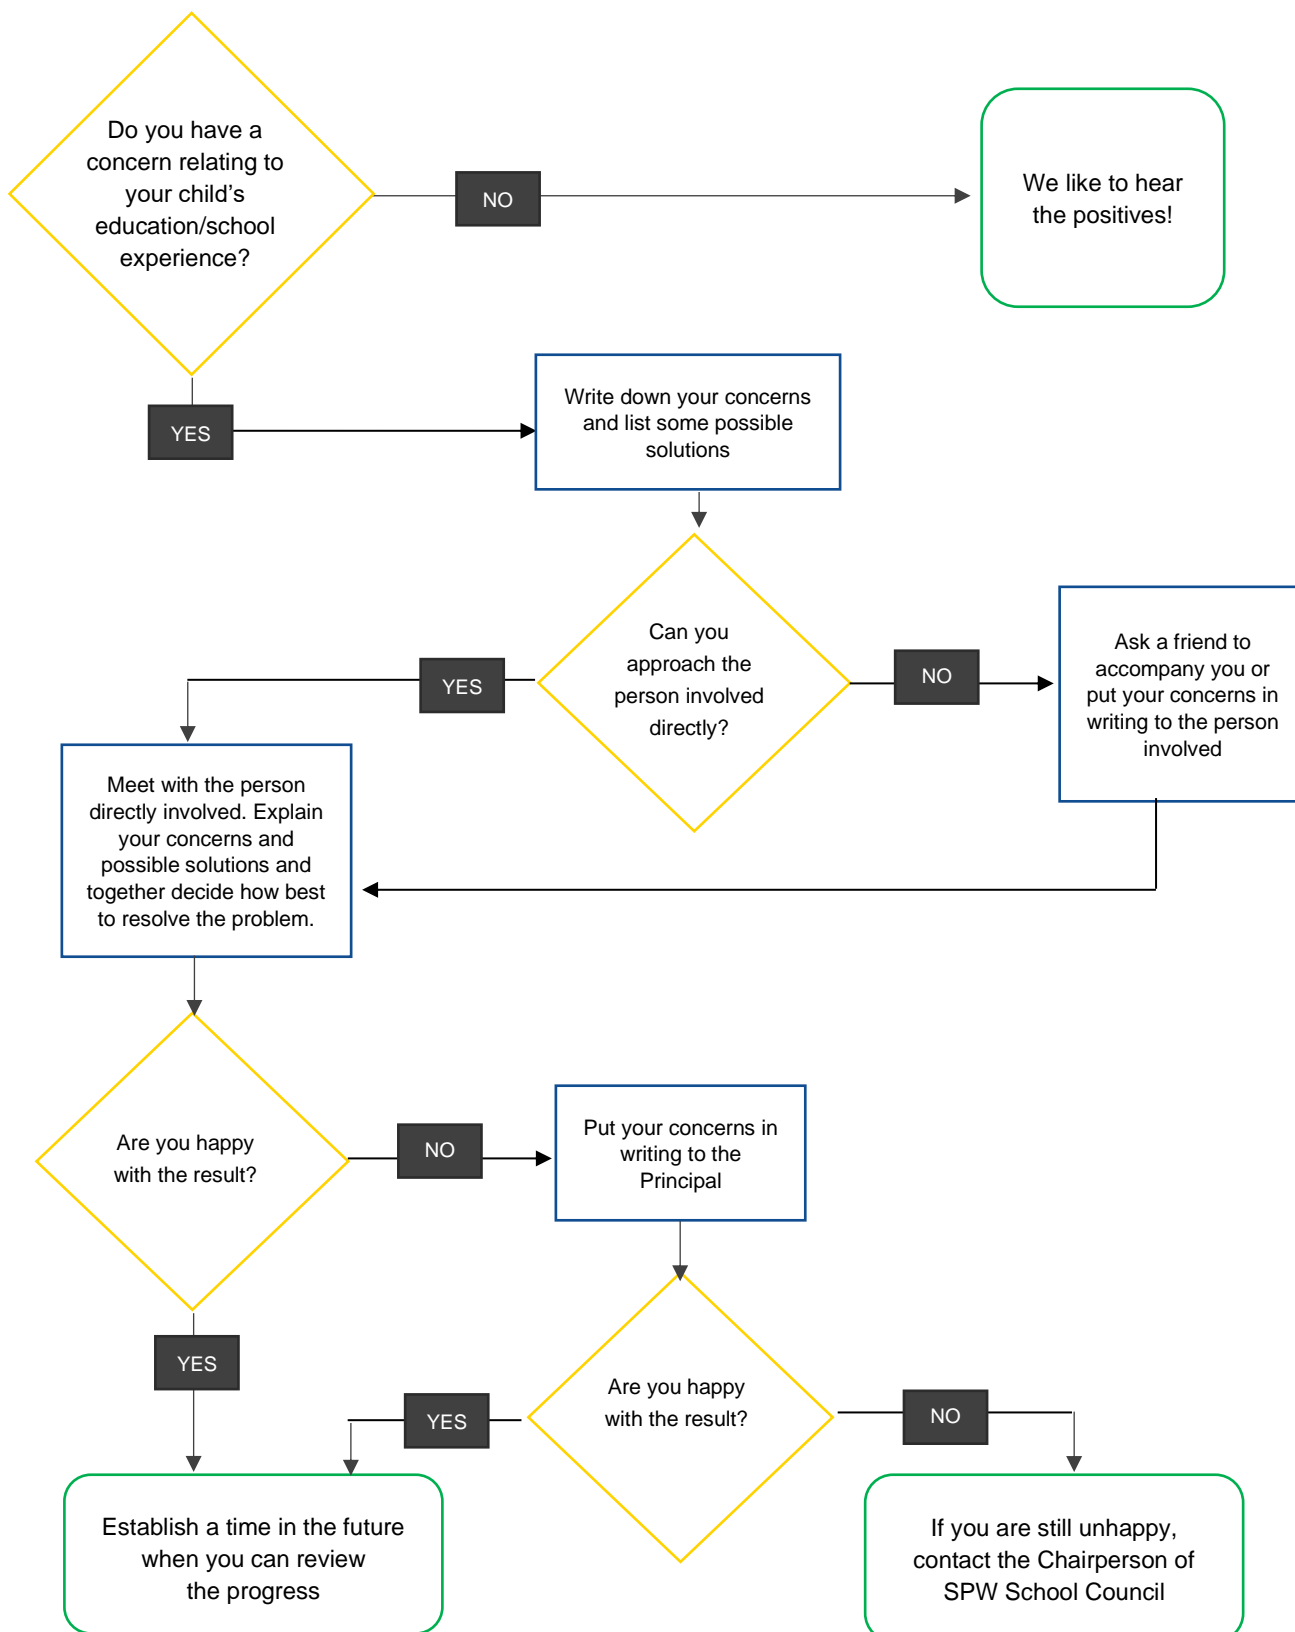 Do you have a
concern relating to
your child’s
education/school
experience?
NO
We like to hear
the positives!
YES
Write down your concerns
and list some possible
solutions
Can you
approach the
person involved
directly?
YES
NO
Ask a friend to
accompany you or
put your concerns in
writing to the person
involved
Meet with the person
directly involved. Explain
your concerns and
possible solutions and
together decide how best
to resolve the problem.
Are you happy
with the result?
NO
Put your concerns in
writing to the
Principal
YES
Are you happy
with the result?
YES
NO
Establish a time in the future
when you can review
the progress
If you are still unhappy,
contact the Chairperson of
SPW School Council